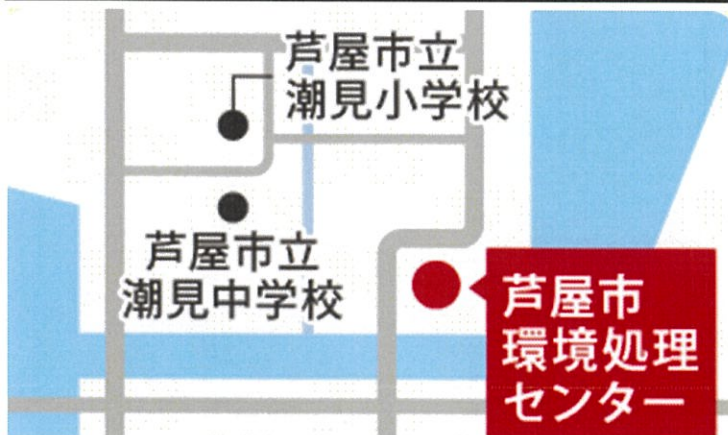 芦屋市立
潮見小学校
芦屋市立
潮見中学校
芦屋市
環境処理
センター